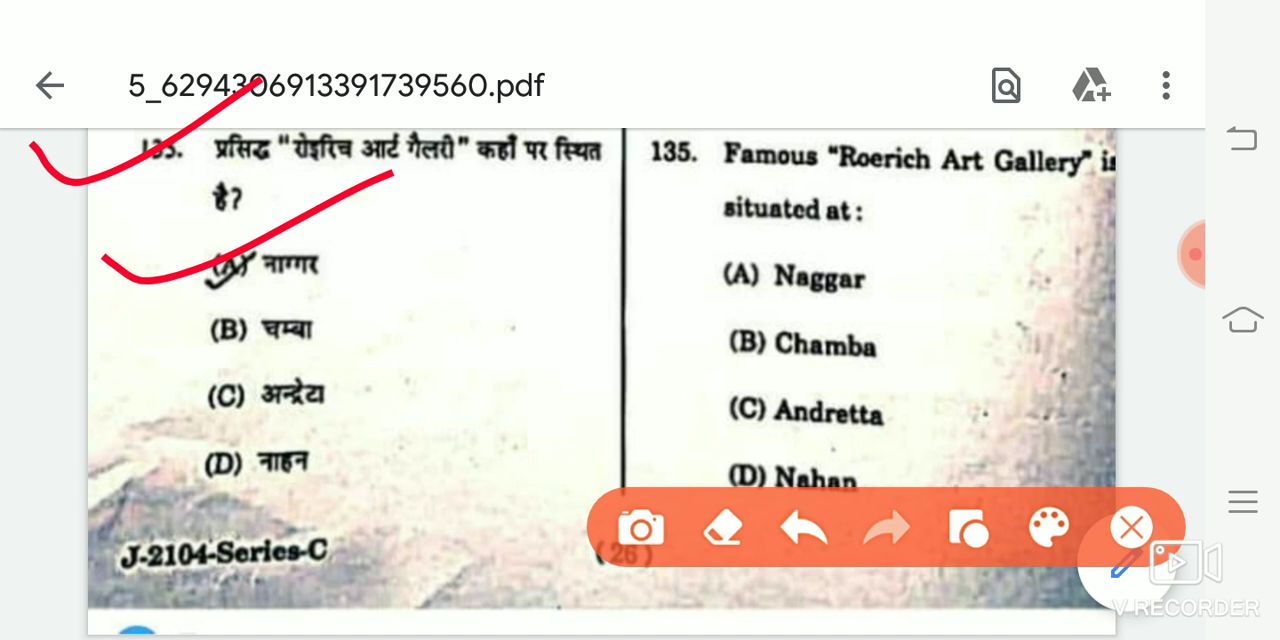 5_6294306913391739560.pdf
135. प्रसिद्ध "रोइरिच आर्ट गैलरी" कहाँ पर स्थित
है?
(A) नाग्गर
(B) चम्बा
(C) अन्द्रेटा
(D) नाहन
135. Famous "Roerich Art Gallery" is
situated at :
(A) Naggar
(B) Chamba
(C) Andretta
(D) Nahan
J-2104-Series-C
(26)
V RECORDER